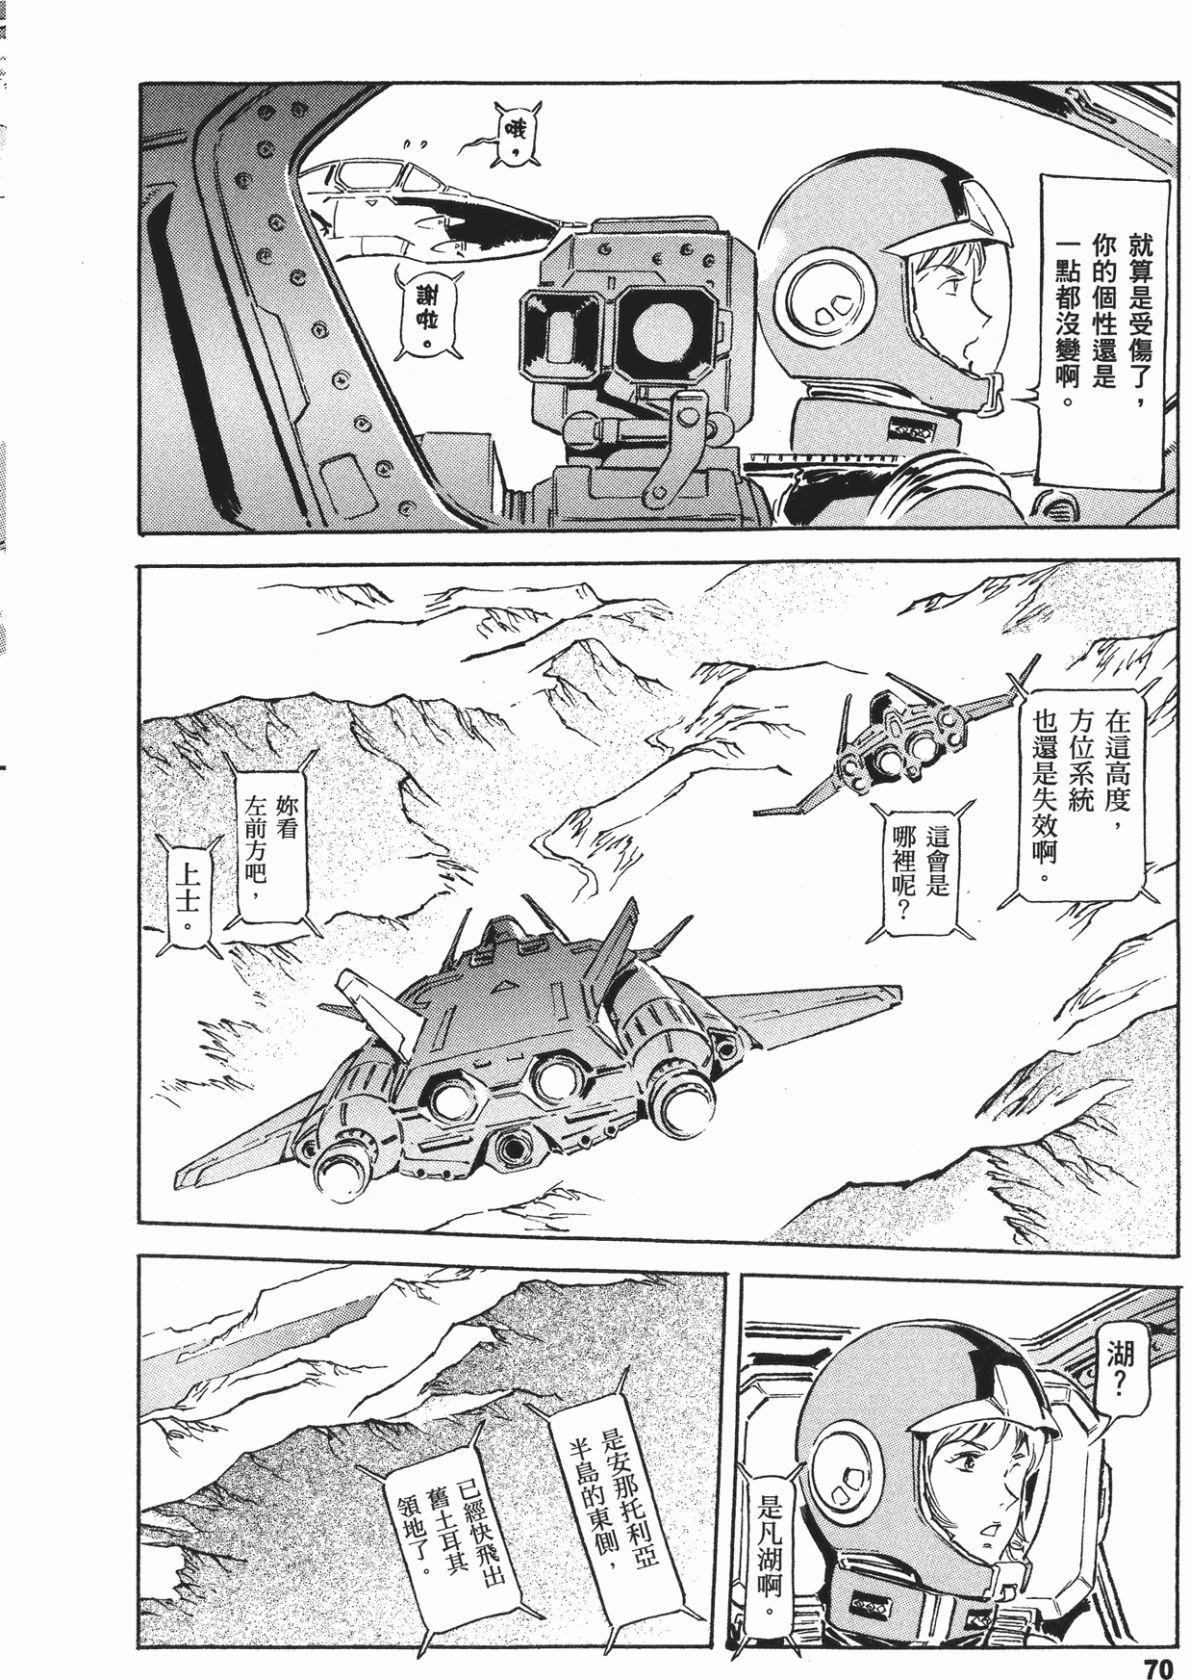 就算是受傷了，
你的個性還是
一點都沒變啊。
哦，
謝啦。
在這高度，
方位系統
也還是失效啊。
這會是
哪裡呢？
妳看
左前方吧，
上士。
湖？
是凡湖啊。
是安那托利亞
半島的東側，
已經快飛出
舊土耳其
領地了。
70